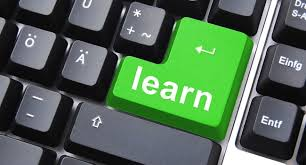 Ü
*
+ ~
Ö
Ä
'
#
learn
Einfg
Entf